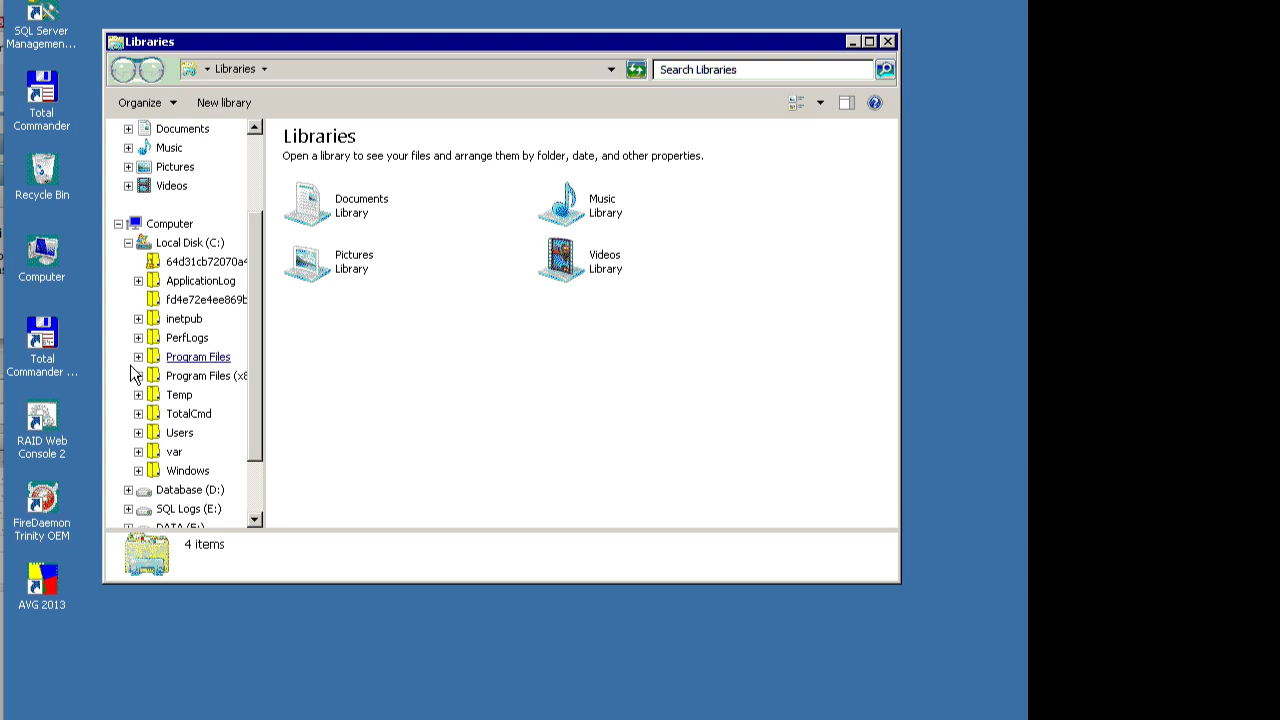 SQL Server
Managemen...
Total
Commander
Recycle Bin
Computer
Total
Commander ...
RAID Web
Console 2
FireDaemon
Trinity OEM
AVG 2013
Libraries
Libraries
Search Libraries
Organize
New library
Documents
Music
Pictures
Videos
Computer
Local Disk (C:)
64d31cb72070a4
ApplicationLog
fd4e72e4ee869b
inetpub
PerfLogs
Program Files
Program Files (x8
Temp
TotalCmd
Users
var
Windows
Database (D:)
SQL Logs (E:)
DATA (F:)
Libraries
Open a library to see your files and arrange them by folder, date, and other properties.
Documents
Library
Music
Library
Pictures
Library
Videos
Library
4 items